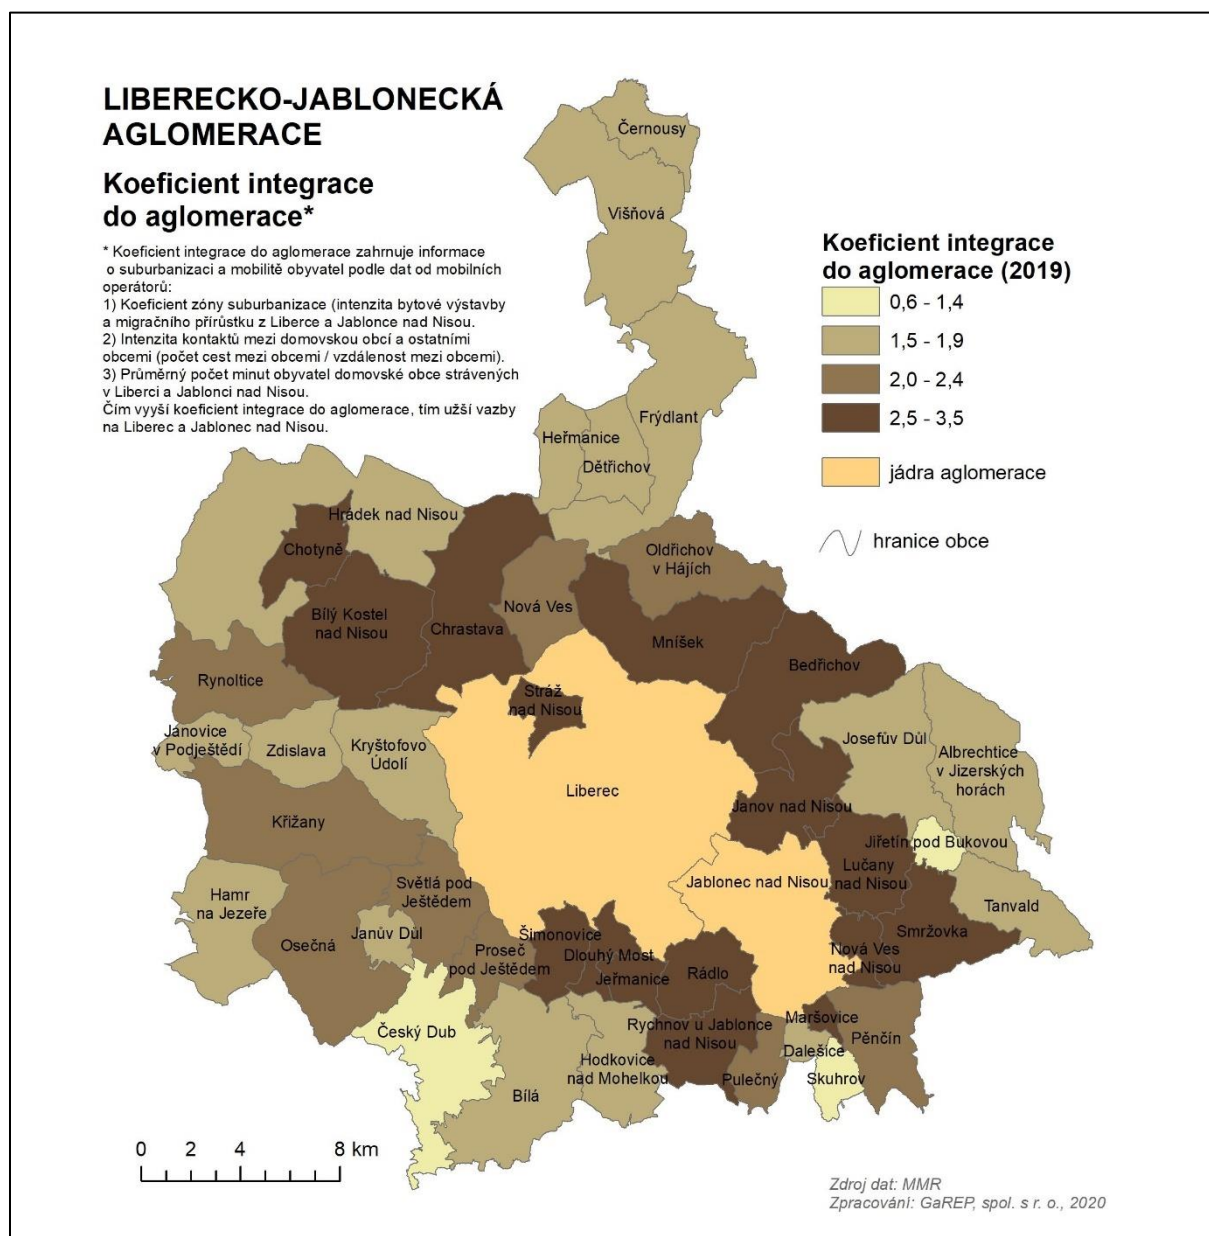 LIBERECKO-JABLONECKÁ
AGLOMERACE
Koeficient integrace
do aglomerace*
* Koeficient integrace do aglomerace zahrnuje informace
o suburbanizaci a mobilitě obyvatel podle dat od mobilních
operátorů:
1) Koeficient zóny suburbanizace (intenzita bytové výstavby
a migračního přírůstku z Liberce a Jablonce nad Nisou.
2) Intenzita kontaktů mezi domovskou obcí a ostatními
obcemi (počet cest mezi obcemi / vzdálenost mezi obcemi).
3) Průměrný počet minut obyvatel domovské obce strávených
v Liberci a Jablonci nad Nisou.
Čím vyyší koeficient integrace do aglomerace, tím užší vazby
na Liberec a Jablonec nad Nisou.
Koeficient integrace
do aglomerace (2019)
0,6 - 1,4
1,5 - 1,9
2,0 - 2,4
2,5 - 3,5
jádra aglomerace
hranice obce
Černousy
Višňová
Frýdlant
Heřmanice
Dětřichov
Hrádek nad Nisou
Chotyně
Oldřichov
v Hájích
Bílý Kostel
nad Nisou
Chrastava
Nová Ves
Mníšek
Bedřichov
Rynoltice
Stráž
nad Nisou
Janovice
v Podještědí
Zdislava
Kryštofovo
Údolí
Josefův Důl
Albrechtice
v Jizerských
horách
Liberec
Janov nad Nisou
Křižany
Jiřetín pod Bukovou
Lučany
nad Nisou
Jablonec nad Nisou
Hamr
na Jezeře
Světlá pod
Ještědem
Tanvald
Osečná
Janův Důl
Proseč
pod Ještědem
Šimonovice
Dlouhý Most
Jeřmanice
Rádlo
Nová Ves
nad Nisou
Smržovka
Český Dub
Rychnov u Jablonce
nad Nisou
Maršovice
Pěnčín
Dalešice
Hodkovice
nad Mohelkou
Pulečný
Skuhrov
Bílá
0 4 8 km
Zdroj dat: MMR
Zpracování: GaREP, spol. s r. o., 2020